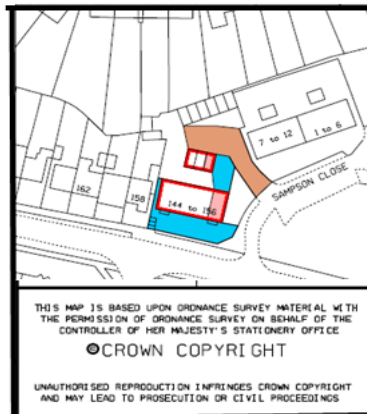 7 to 12
1 to 6
SAMPSON CLOSE
162
158
144 to 156
THIS MAP IS BASED UPON ORDNANCE SURVEY MATERIAL WITH
THE PERMISSION OF ORDNANCE SURVEY ON BEHALF OF THE
CONTROLLER OF HER MAJESTY'S STATIONERY OFFICE
©CROWN COPYRIGHT
UNAUTHORISED REPRODUCTION INFRINGES CROWN COPYRIGHT
AND MAY LEAD TO PROSECUTION OR CIVIL PROCEEDINGS